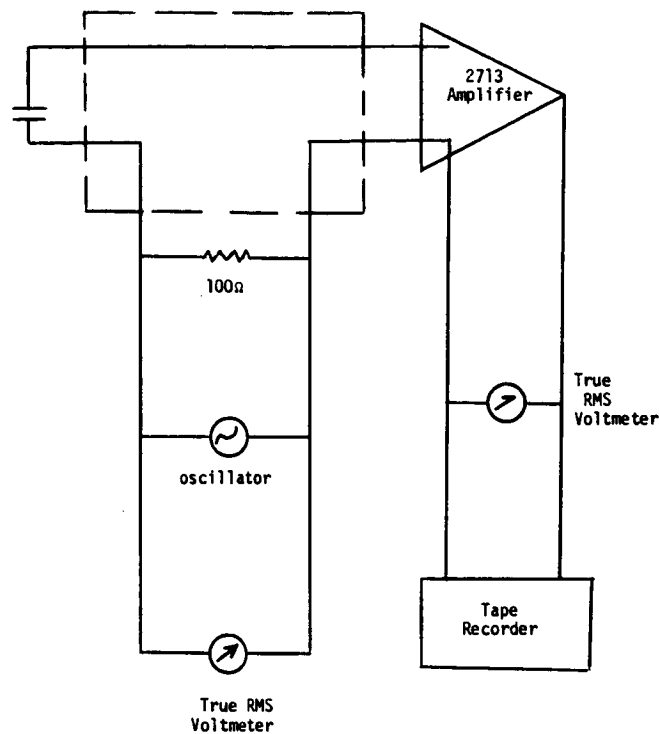 2713
Amplifier
100Ω
True
RMS
Voltmeter
oscillator
Tape
Recorder
True RMS
Voltmeter